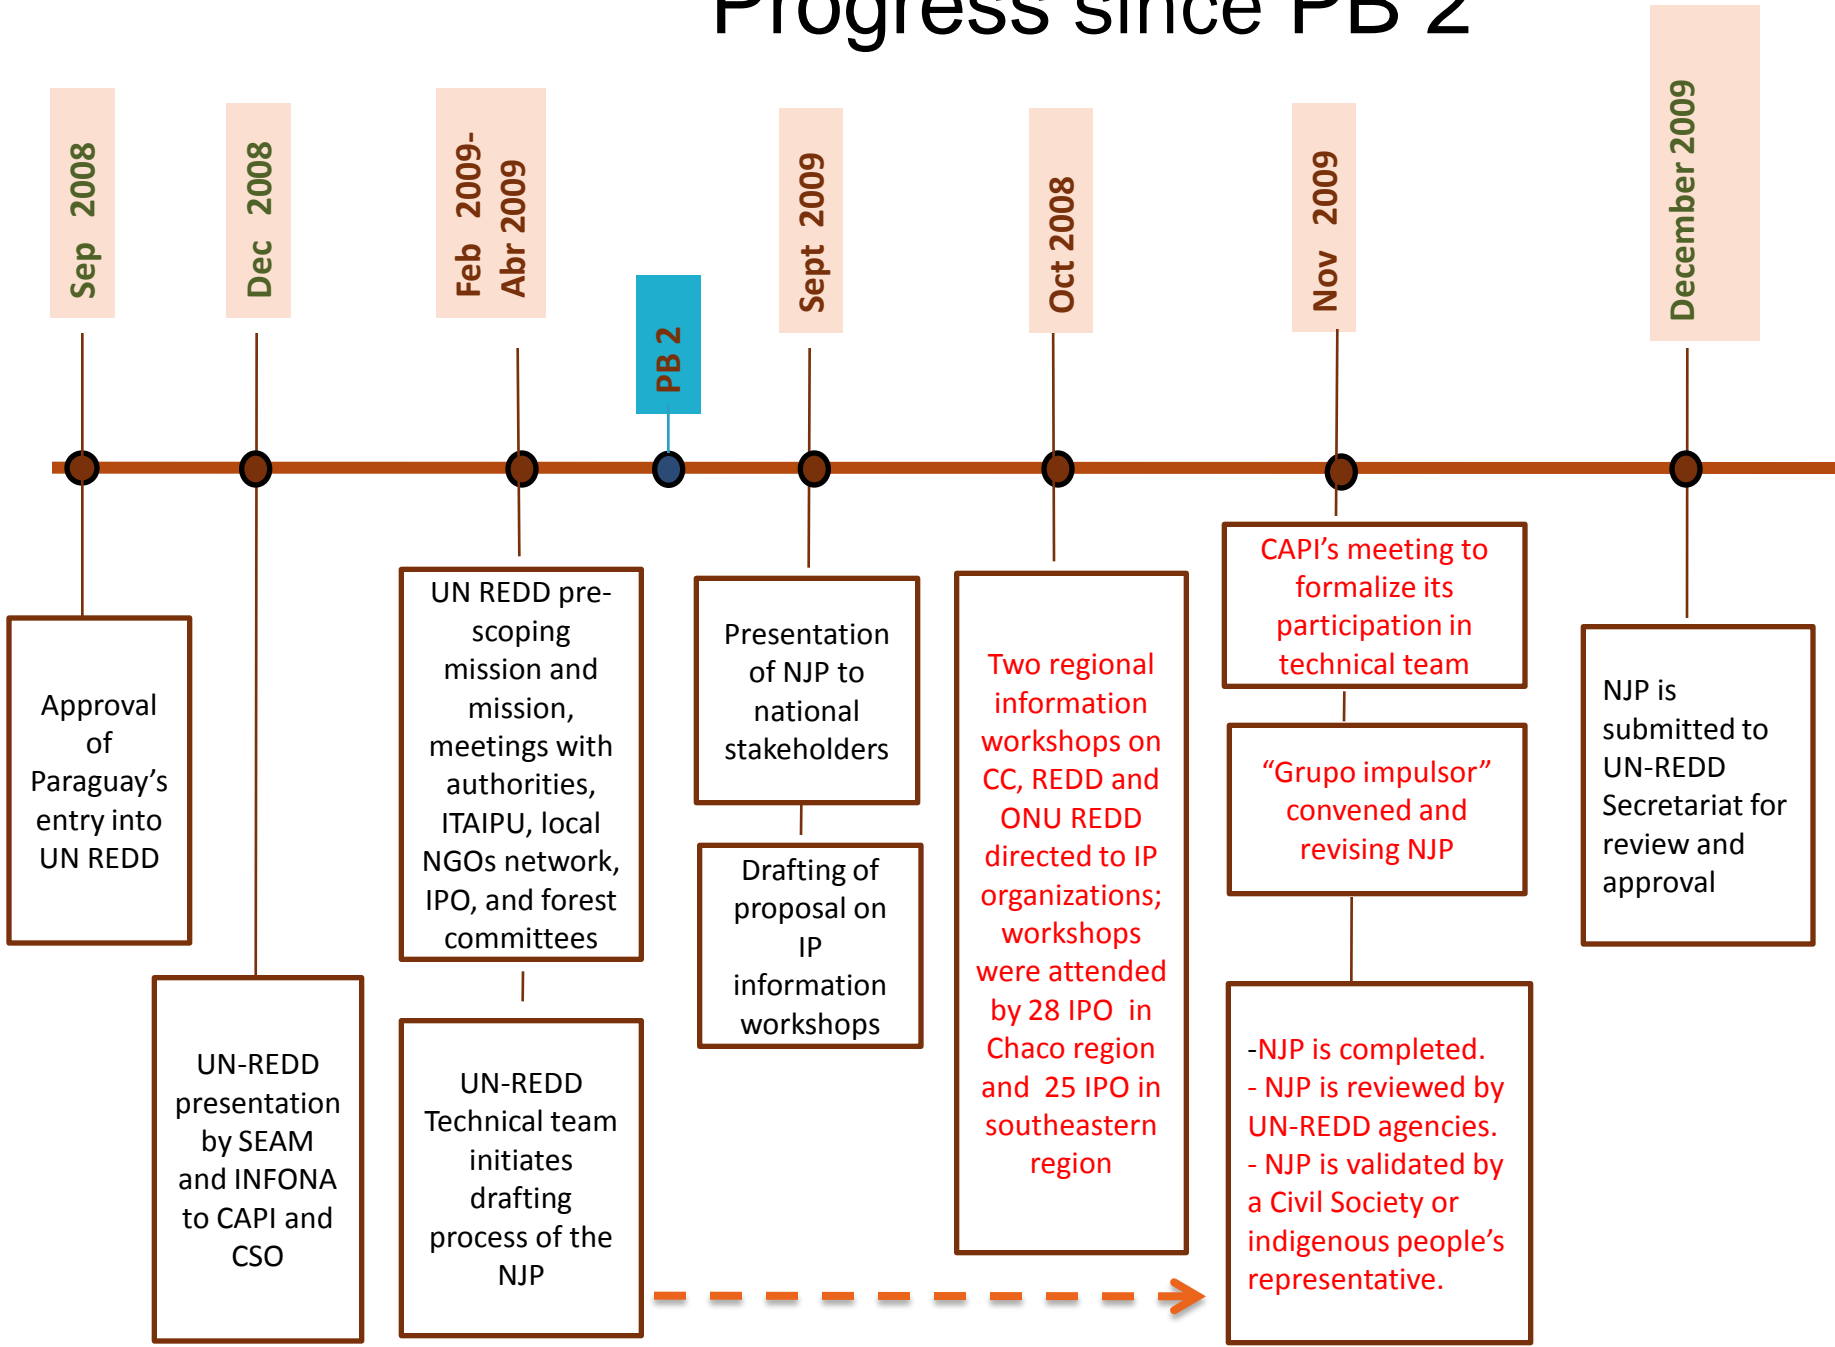 Progress since PB 2
Sep 2008
Dec 2008
Feb 2009-
Abr 2009
PB 2
Sept 2009
Oct 2008
Nov 2009
December 2009
Approval
of
Paraguay’s
entry into
UN REDD
UN-REDD
presentation
by SEAM
and INFONA
to CAPI and
CSO
UN REDD pre-
scoping
mission and
mission,
meetings with
authorities,
ITAIPU, local
NGOs network,
IPO, and forest
committees
UN-REDD
Technical team
initiates
drafting
process of the
NJP
Presentation
of NJP to
national
stakeholders
Drafting of
proposal on
IP
information
workshops
Two regional
information
workshops on
CC, REDD and
ONU REDD
directed to IP
organizations;
workshops
were attended
by 28 IPO in
Chaco region
and 25 IPO in
southeastern
region
CAPI’s meeting to
formalize its
participation in
technical team
“Grupo impulsor”
convened and
revising NJP
-NJP is completed.
- NJP is reviewed by
UN-REDD agencies.
- NJP is validated by
a Civil Society or
indigenous people’s
representative.
NJP is
submitted to
UN-REDD
Secretariat for
review and
approval